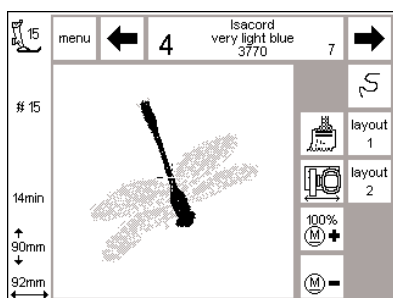 15
menu
4
Isacord
very light blue
3770
7
# 15
layout
1
14min
layout
2
90mm
100%
M +
92mm
M -